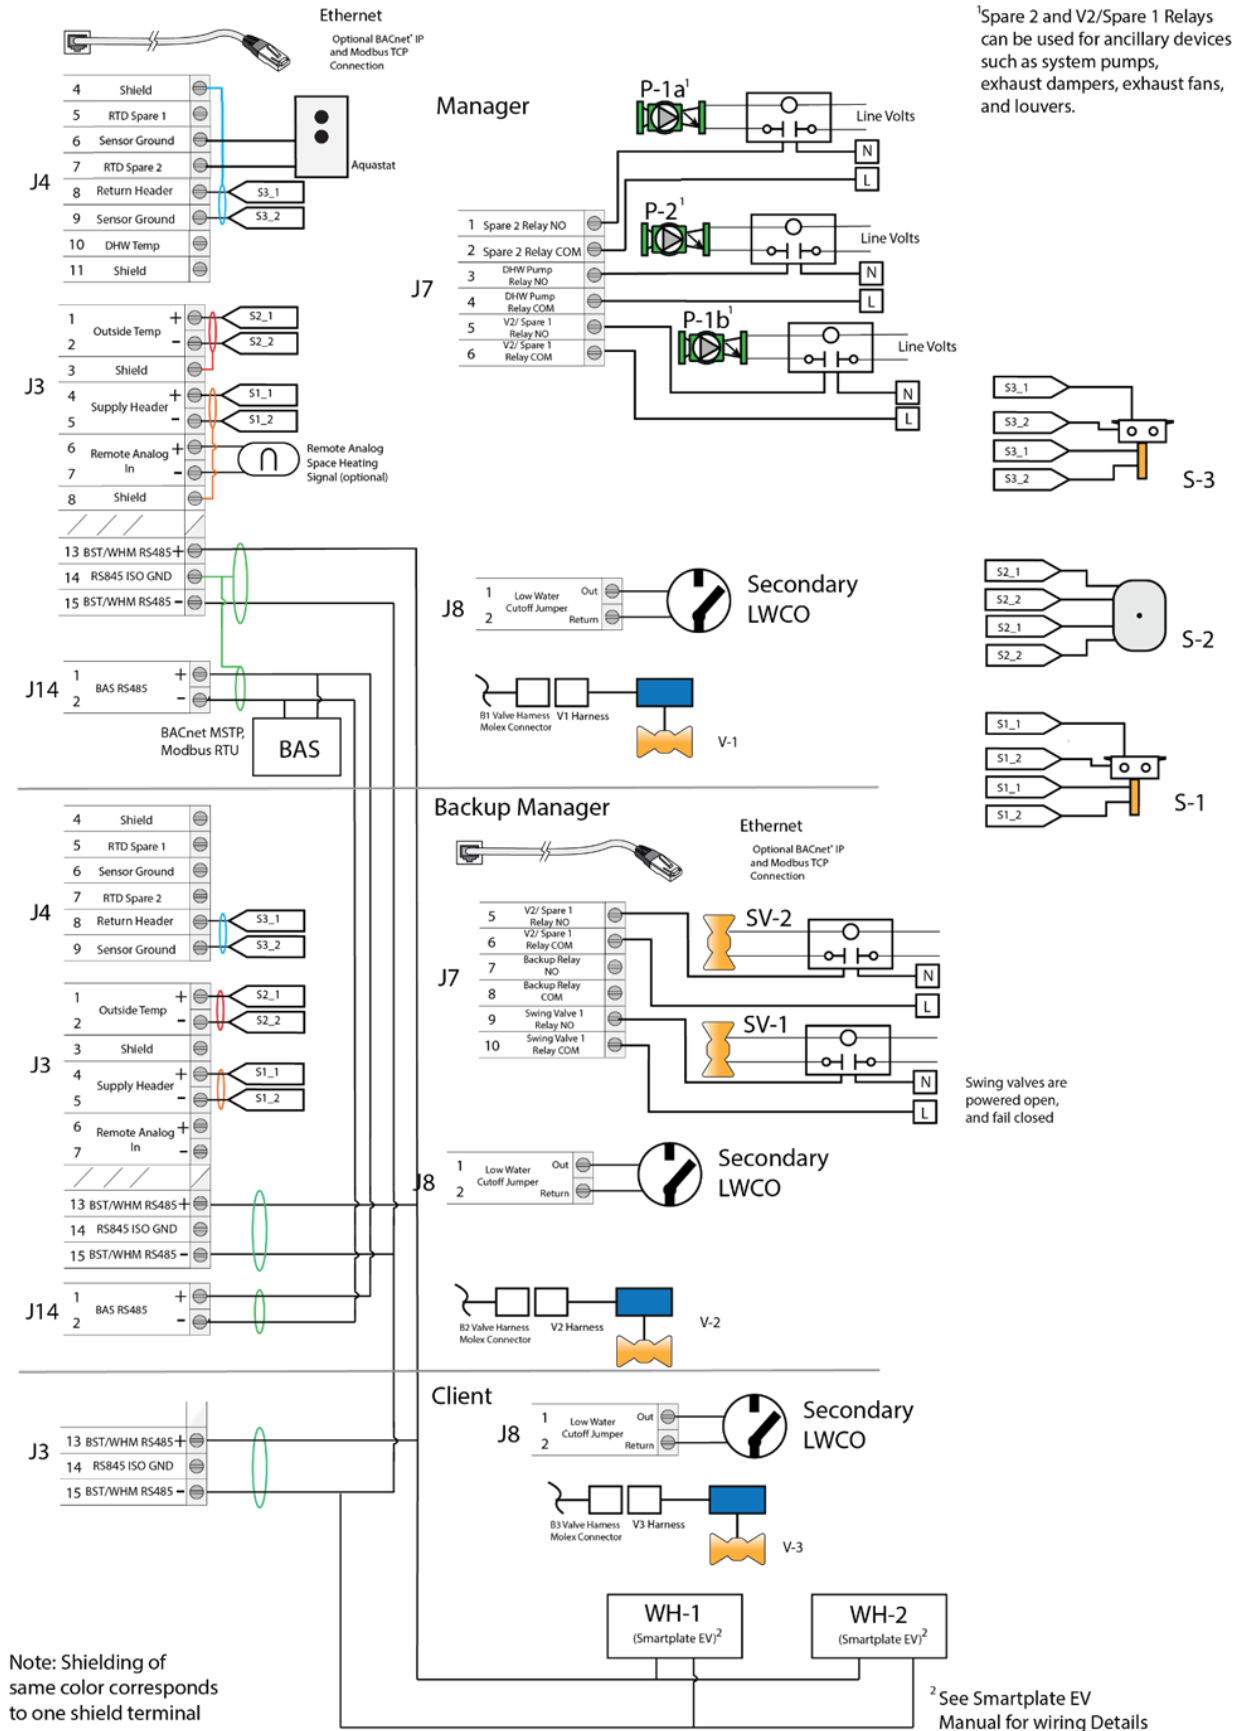 Ethernet
Optional BACnet® IP
and Modbus TCP
Connection
¹Spare 2 and V2/Spare 1 Relays
can be used for ancillary devices
such as system pumps,
exhaust dampers, exhaust fans,
and louvers.
Manager
J4
4 Shield
5 RTD Spare 1
6 Sensor Ground
7 RTD Spare 2
8 Return Header
9 Sensor Ground
10 DHW Temp
11 Shield
Aquastat
S3_1
S3_2
J3
1 +
Outside Temp
2 -
3 Shield
4 +
Supply Header
5 -
6 +
Remote Analog
In
7 -
8 Shield
S2_1
S2_2
S1_1
S1_2
Remote Analog
Space Heating
Signal (optional)
13 BST/WHM RS485 +
14 RS845 ISO GND
15 BST/WHM RS485 -
J14
1 +
BAS RS485
2 -
BACnet MSTP,
Modbus RTU
BAS
J7
1 Spare 2 Relay NO
2 Spare 2 Relay COM
3 DHW Pump
Relay NO
4 DHW Pump
Relay COM
5 V2/ Spare 1
Relay NO
6 V2/ Spare 1
Relay COM
P-1a¹
Line Volts
N
L
P-2¹
Line Volts
N
L
P-1b¹
Line Volts
N
L
J8
1 Out
Low Water
Cutoff Jumper
2 Return
Secondary
LWCO
B1 Valve Harness
Molex Connector
V1 Harness
V-1
S3_1
S3_2
S3_1
S3_2
S-3
S2_1
S2_2
S2_1
S2_2
S-2
S1_1
S1_2
S1_1
S1_2
S-1
Backup Manager
Ethernet
Optional BACnet® IP
and Modbus TCP
Connection
J4
4 Shield
5 RTD Spare 1
6 Sensor Ground
7 RTD Spare 2
8 Return Header
9 Sensor Ground
S3_1
S3_2
J3
1 +
Outside Temp
2 -
3 Shield
4 +
Supply Header
5 -
6 +
Remote Analog
In
7 -
S2_1
S2_2
S1_1
S1_2
13 BST/WHM RS485 +
14 RS845 ISO GND
15 BST/WHM RS485 -
J14
1 +
BAS RS485
2 -
J7
5 V2/ Spare 1
Relay NO
6 V2/ Spare 1
Relay COM
7 Backup Relay
NO
8 Backup Relay
COM
9 Swing Valve 1
Relay NO
10 Swing Valve 1
Relay COM
SV-2
N
L
SV-1
N
L
Swing valves are
powered open,
and fail closed
J8
1 Out
Low Water
Cutoff Jumper
2 Return
Secondary
LWCO
B2 Valve Harness
Molex Connector
V2 Harness
V-2
Client
J3
13 BST/WHM RS485 +
14 RS845 ISO GND
15 BST/WHM RS485 -
J8
1 Out
Low Water
Cutoff Jumper
2 Return
Secondary
LWCO
B3 Valve Harness
Molex Connector
V3 Harness
V-3
WH-1
(Smartplate EV)²
WH-2
(Smartplate EV)²
Note: Shielding of
same color corresponds
to one shield terminal
² See Smartplate EV
Manual for wiring Details